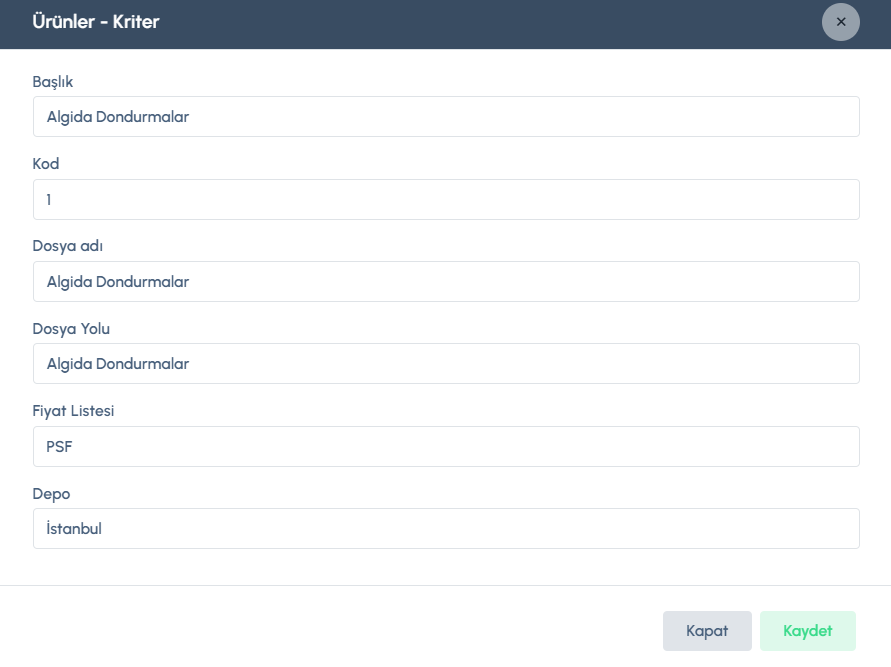 Ürünler - Kriter
Başlık
Algida Dondurmalar
Kod
1
Dosya adı
Algida Dondurmalar
Dosya Yolu
Algida Dondurmalar
Fiyat Listesi
PSF
Depo
İstanbul
Kapat Kaydet